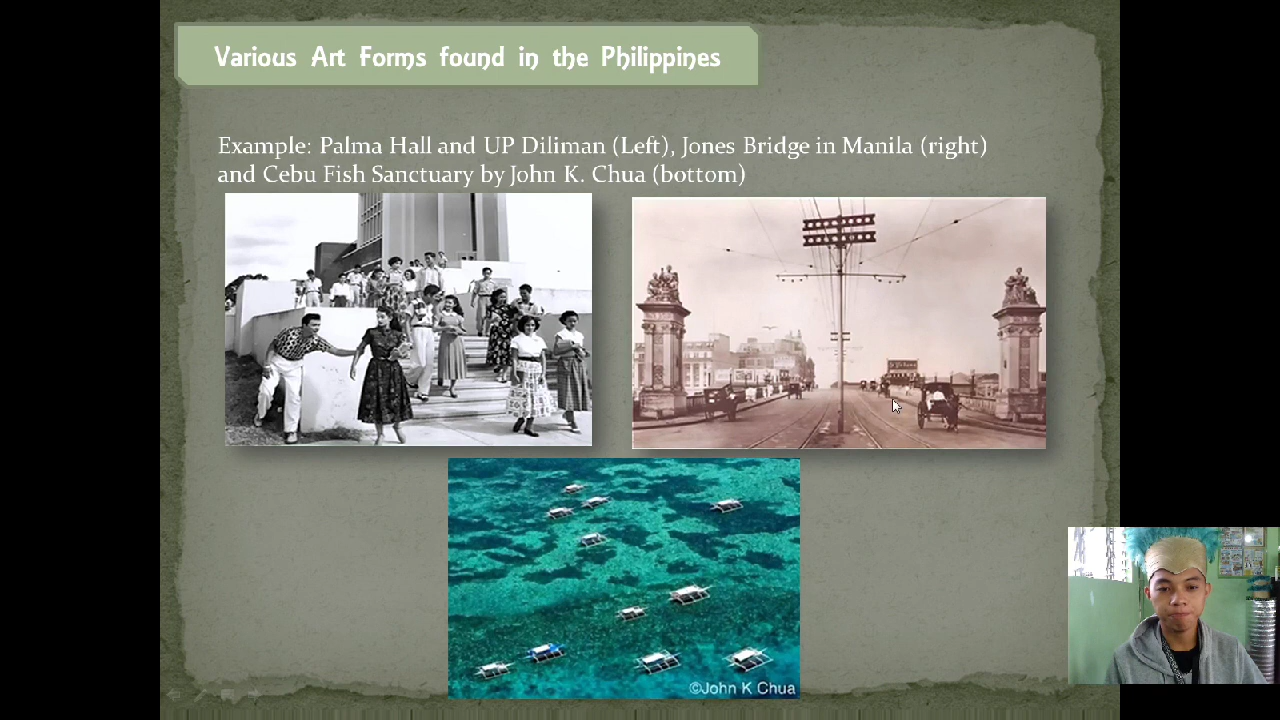 Various Art Forms found in the Philippines
Example: Palma Hall and UP Diliman (Left), Jones Bridge in Manila (right)
and Cebu Fish Sanctuary by John K. Chua (bottom)
©John K Chua